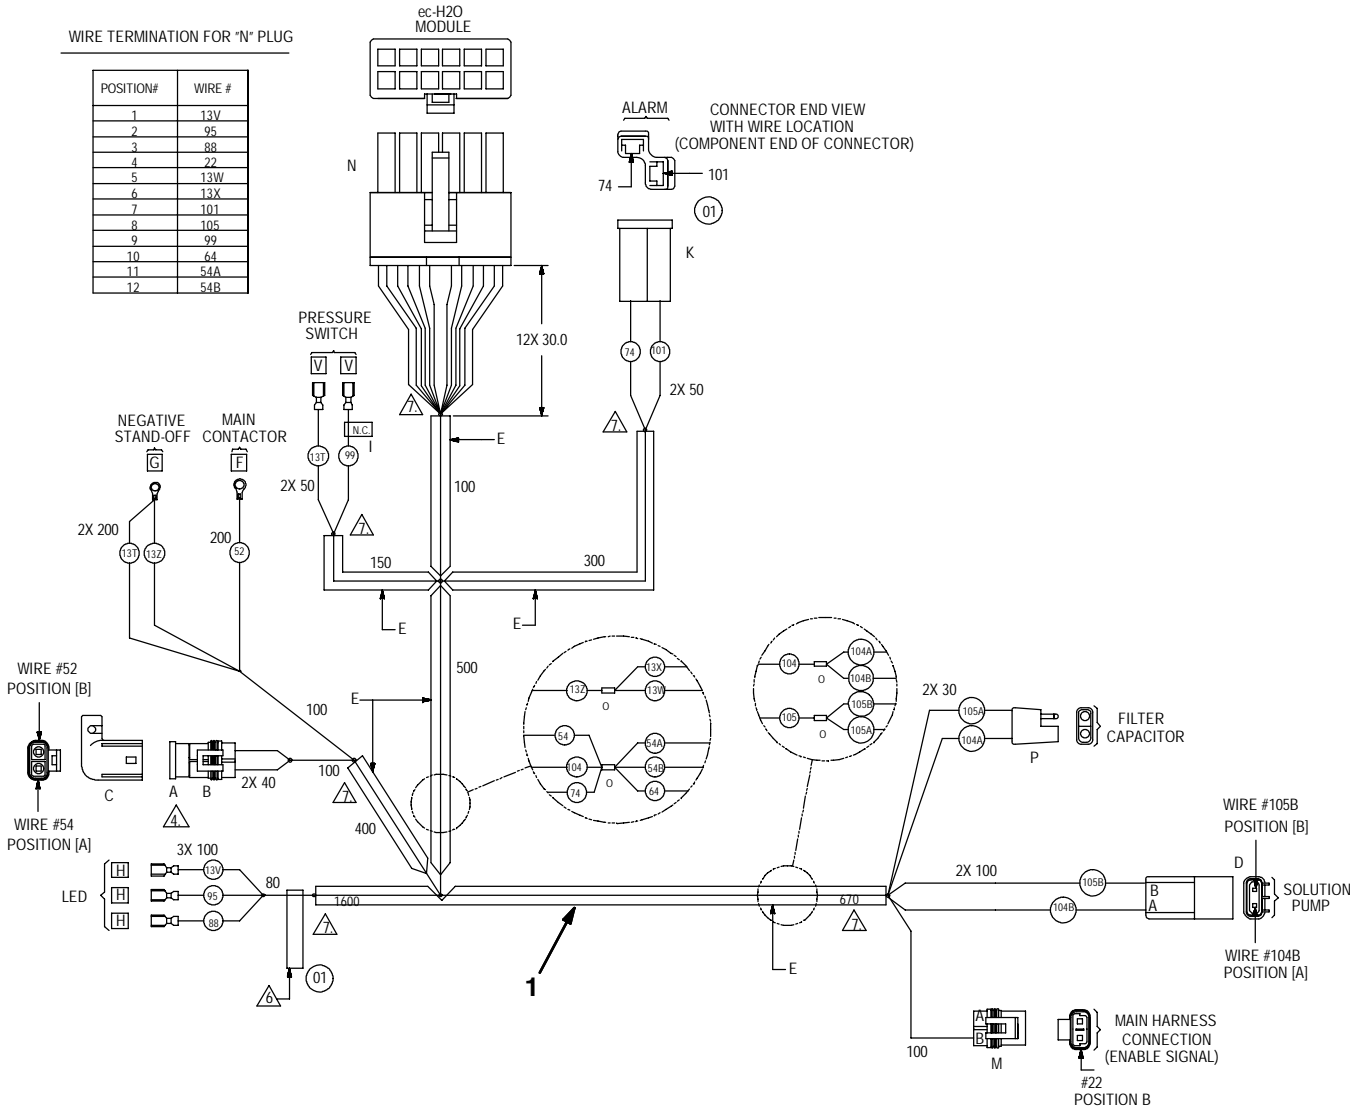 ec-H2O
MODULE
WIRE TERMINATION FOR "N" PLUG
POSITION# WIRE #
1 13V
2 95
3 88
4 22
5 13W
6 13X
7 101
8 105
9 99
10 64
11 54A
12 54B
N
ALARM
CONNECTOR END VIEW
WITH WIRE LOCATION
(COMPONENT END OF CONNECTOR)
74
101
01
K
12X 30.0
74
101
2X 50
7.
PRESSURE
SWITCH
V V
N.C.
I
13T
99
2X 50
7.
7.
E
100
NEGATIVE
STAND-OFF
G
MAIN
CONTACTOR
F
2X 200
13T
13Z
200
52
150
300
E
E
500
E
WIRE #52
POSITION [B]
C
A
B
4.
2X 40
100
100
7.
400
WIRE #54
POSITION [A]
13Z
O
13X
13W
54
104
74
O
54A
54B
64
104
O
104A
104B
105
O
105B
105A
2X 30
105A
104A
P
FILTER
CAPACITOR
WIRE #105B
POSITION [B]
D
2X 100
105B
104B
B
A
SOLUTION
PUMP
WIRE #104B
POSITION [A]
3X 100
LED
H
H
H
13V
95
88
80
1600
7.
6
01
1
670
7.
E
100
A
B
M
MAIN HARNESS
CONNECTION
(ENABLE SIGNAL)
#22
POSITION B